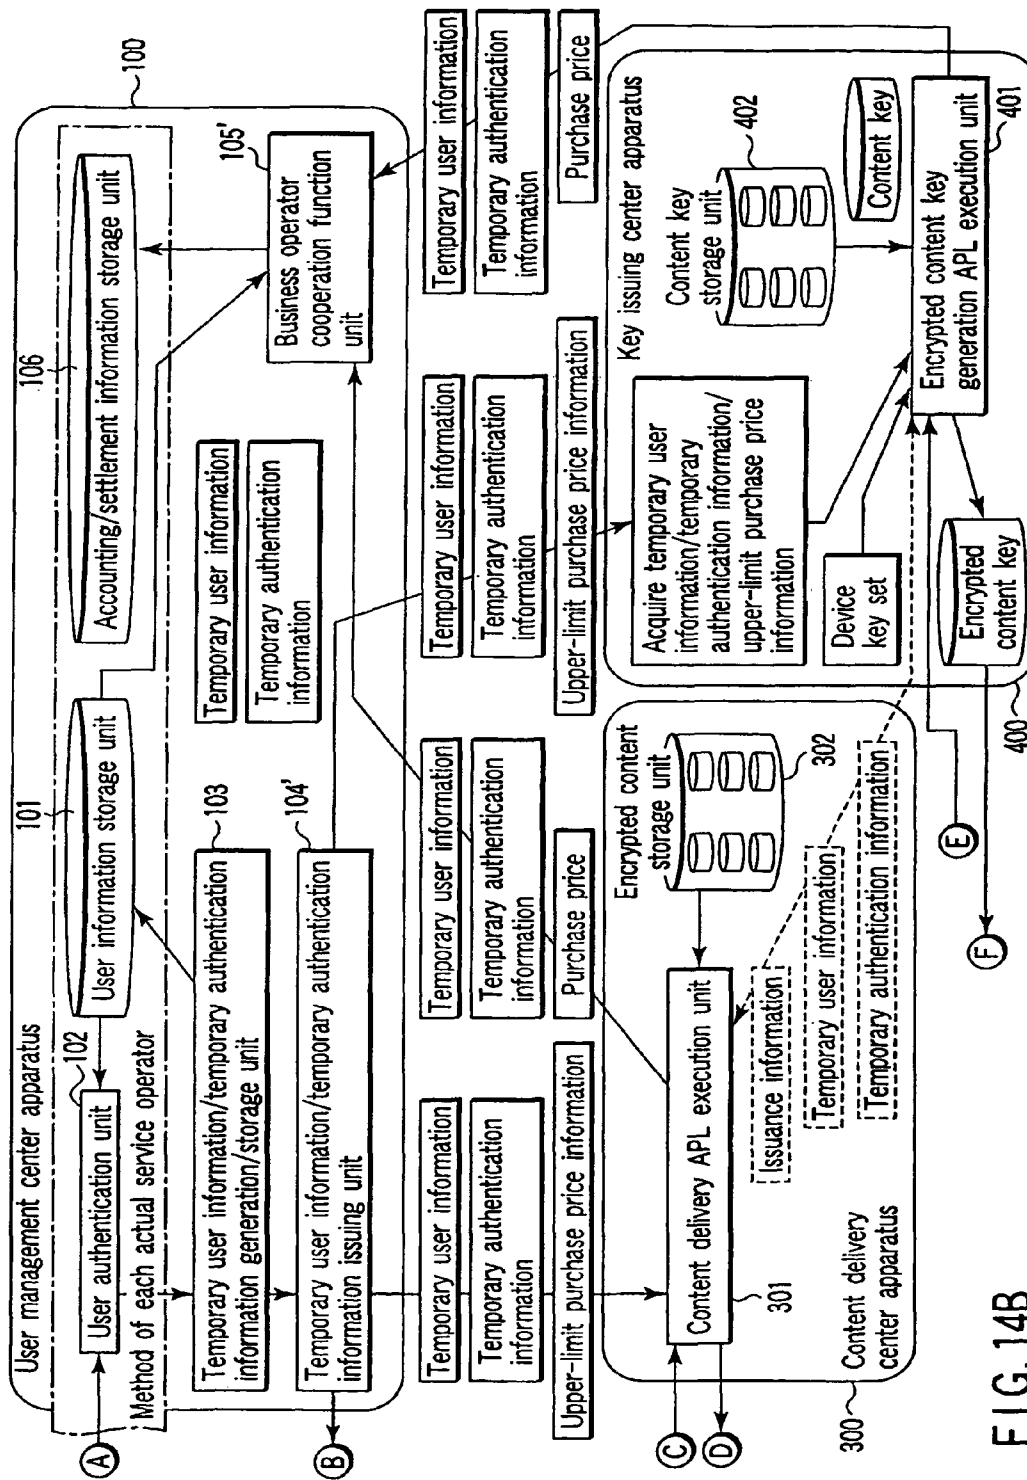 User management center apparatus
100
A
102
User authentication unit
101
User information storage unit
106
Accounting/settlement information storage unit
Method of each actual service operator
103
Temporary user information/temporary authentication
information generation/storage unit
Temporary user information
Temporary authentication
information
105'
Business operator
cooperation function
unit
104'
Temporary user information/temporary authentication
information issuing unit
B
Temporary user information
Temporary authentication
information
Upper-limit purchase price information
Temporary user information
Temporary authentication
information
Purchase price
Temporary user information
Temporary authentication
information
Upper-limit purchase price information
Temporary user information
Temporary authentication
information
Purchase price
C
D
Content delivery APL execution unit
301
Encrypted content
storage unit
302
Issuance information
Temporary user information
Temporary authentication information
Content delivery
center apparatus
300
Key issuing center apparatus
Acquire temporary user
information/temporary
authentication information/
upper-limit purchase price
information
Content key
storage unit
402
Content key
Device
key set
Encrypted content key
generation APL execution unit
401
Encrypted
content key
400
E
F
FIG. 14B